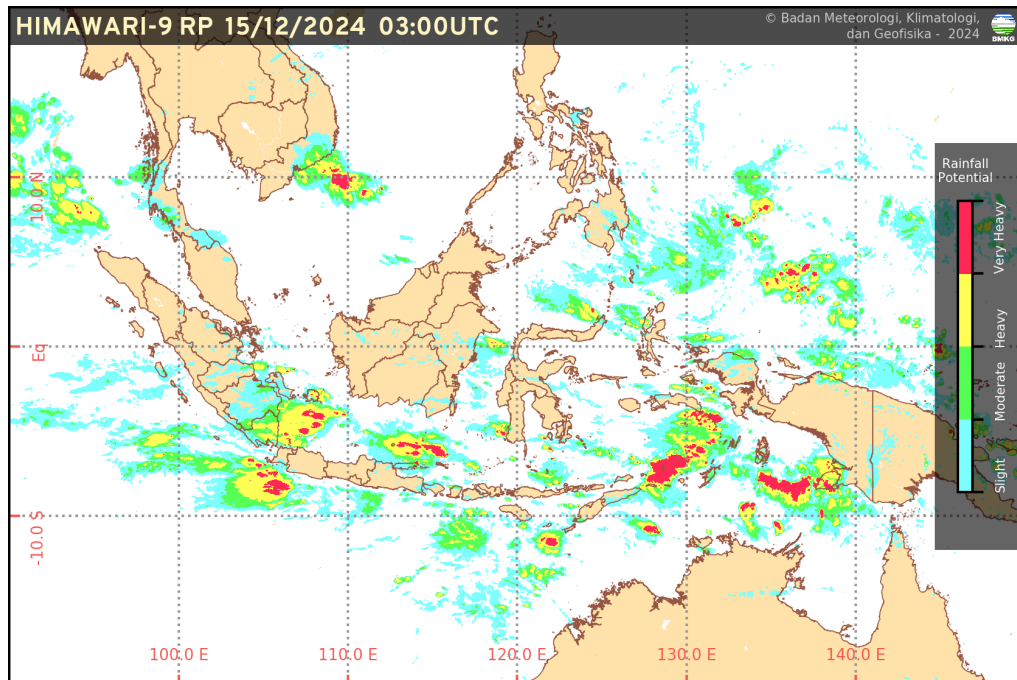 HIMAWARI-9 RP 15/12/2024 03:00UTC
© Badan Meteorologi, Klimatologi,
dan Geofisika - 2024
BMKG
Rainfall
Potential
Very Heavy
Heavy
Moderate
Slight
10.0 N
Eq
-10.0 S
100.0 E
110.0 E
120.0 E
130.0 E
140.0 E